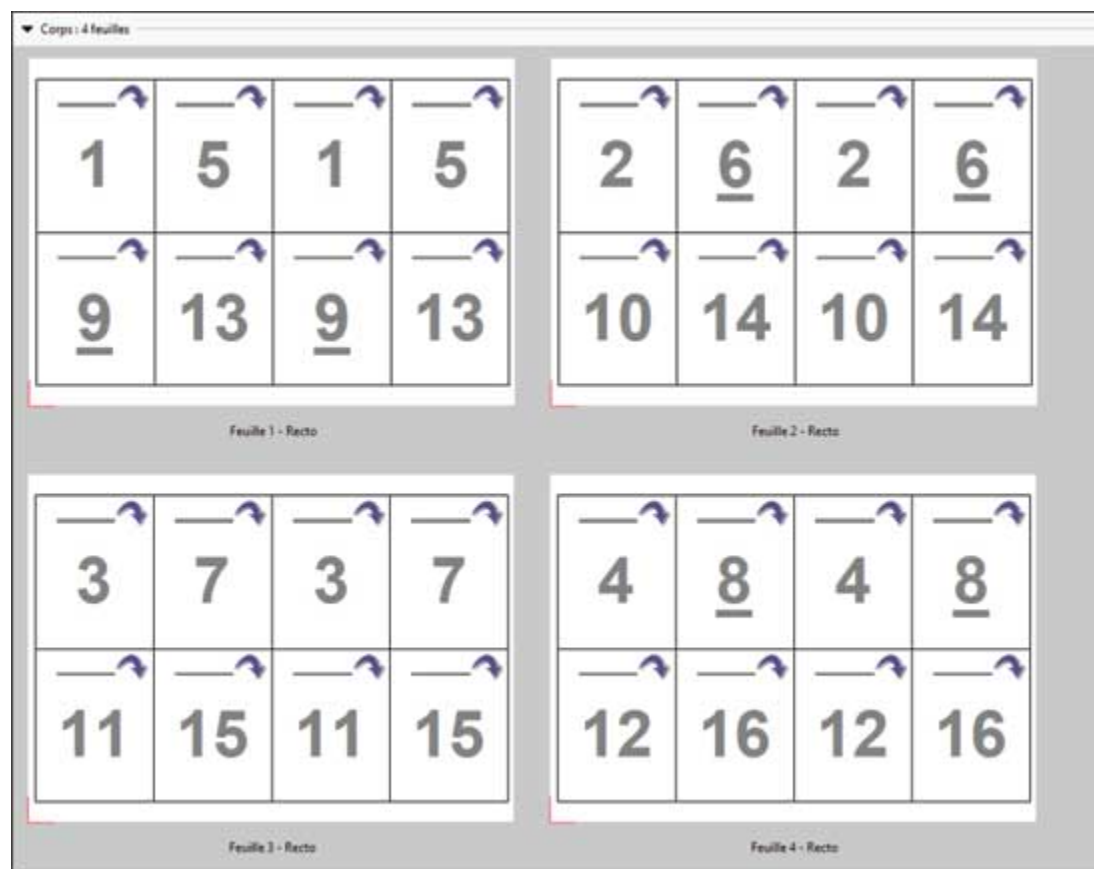 Corps : 4 feuilles
1 5 1 5
9 13 9 13
Feuille 1 - Recto
2 6 2 6
10 14 10 14
Feuille 2 - Recto
3 7 3 7
11 15 11 15
Feuille 3 - Recto
4 8 4 8
12 16 12 16
Feuille 4 - Recto